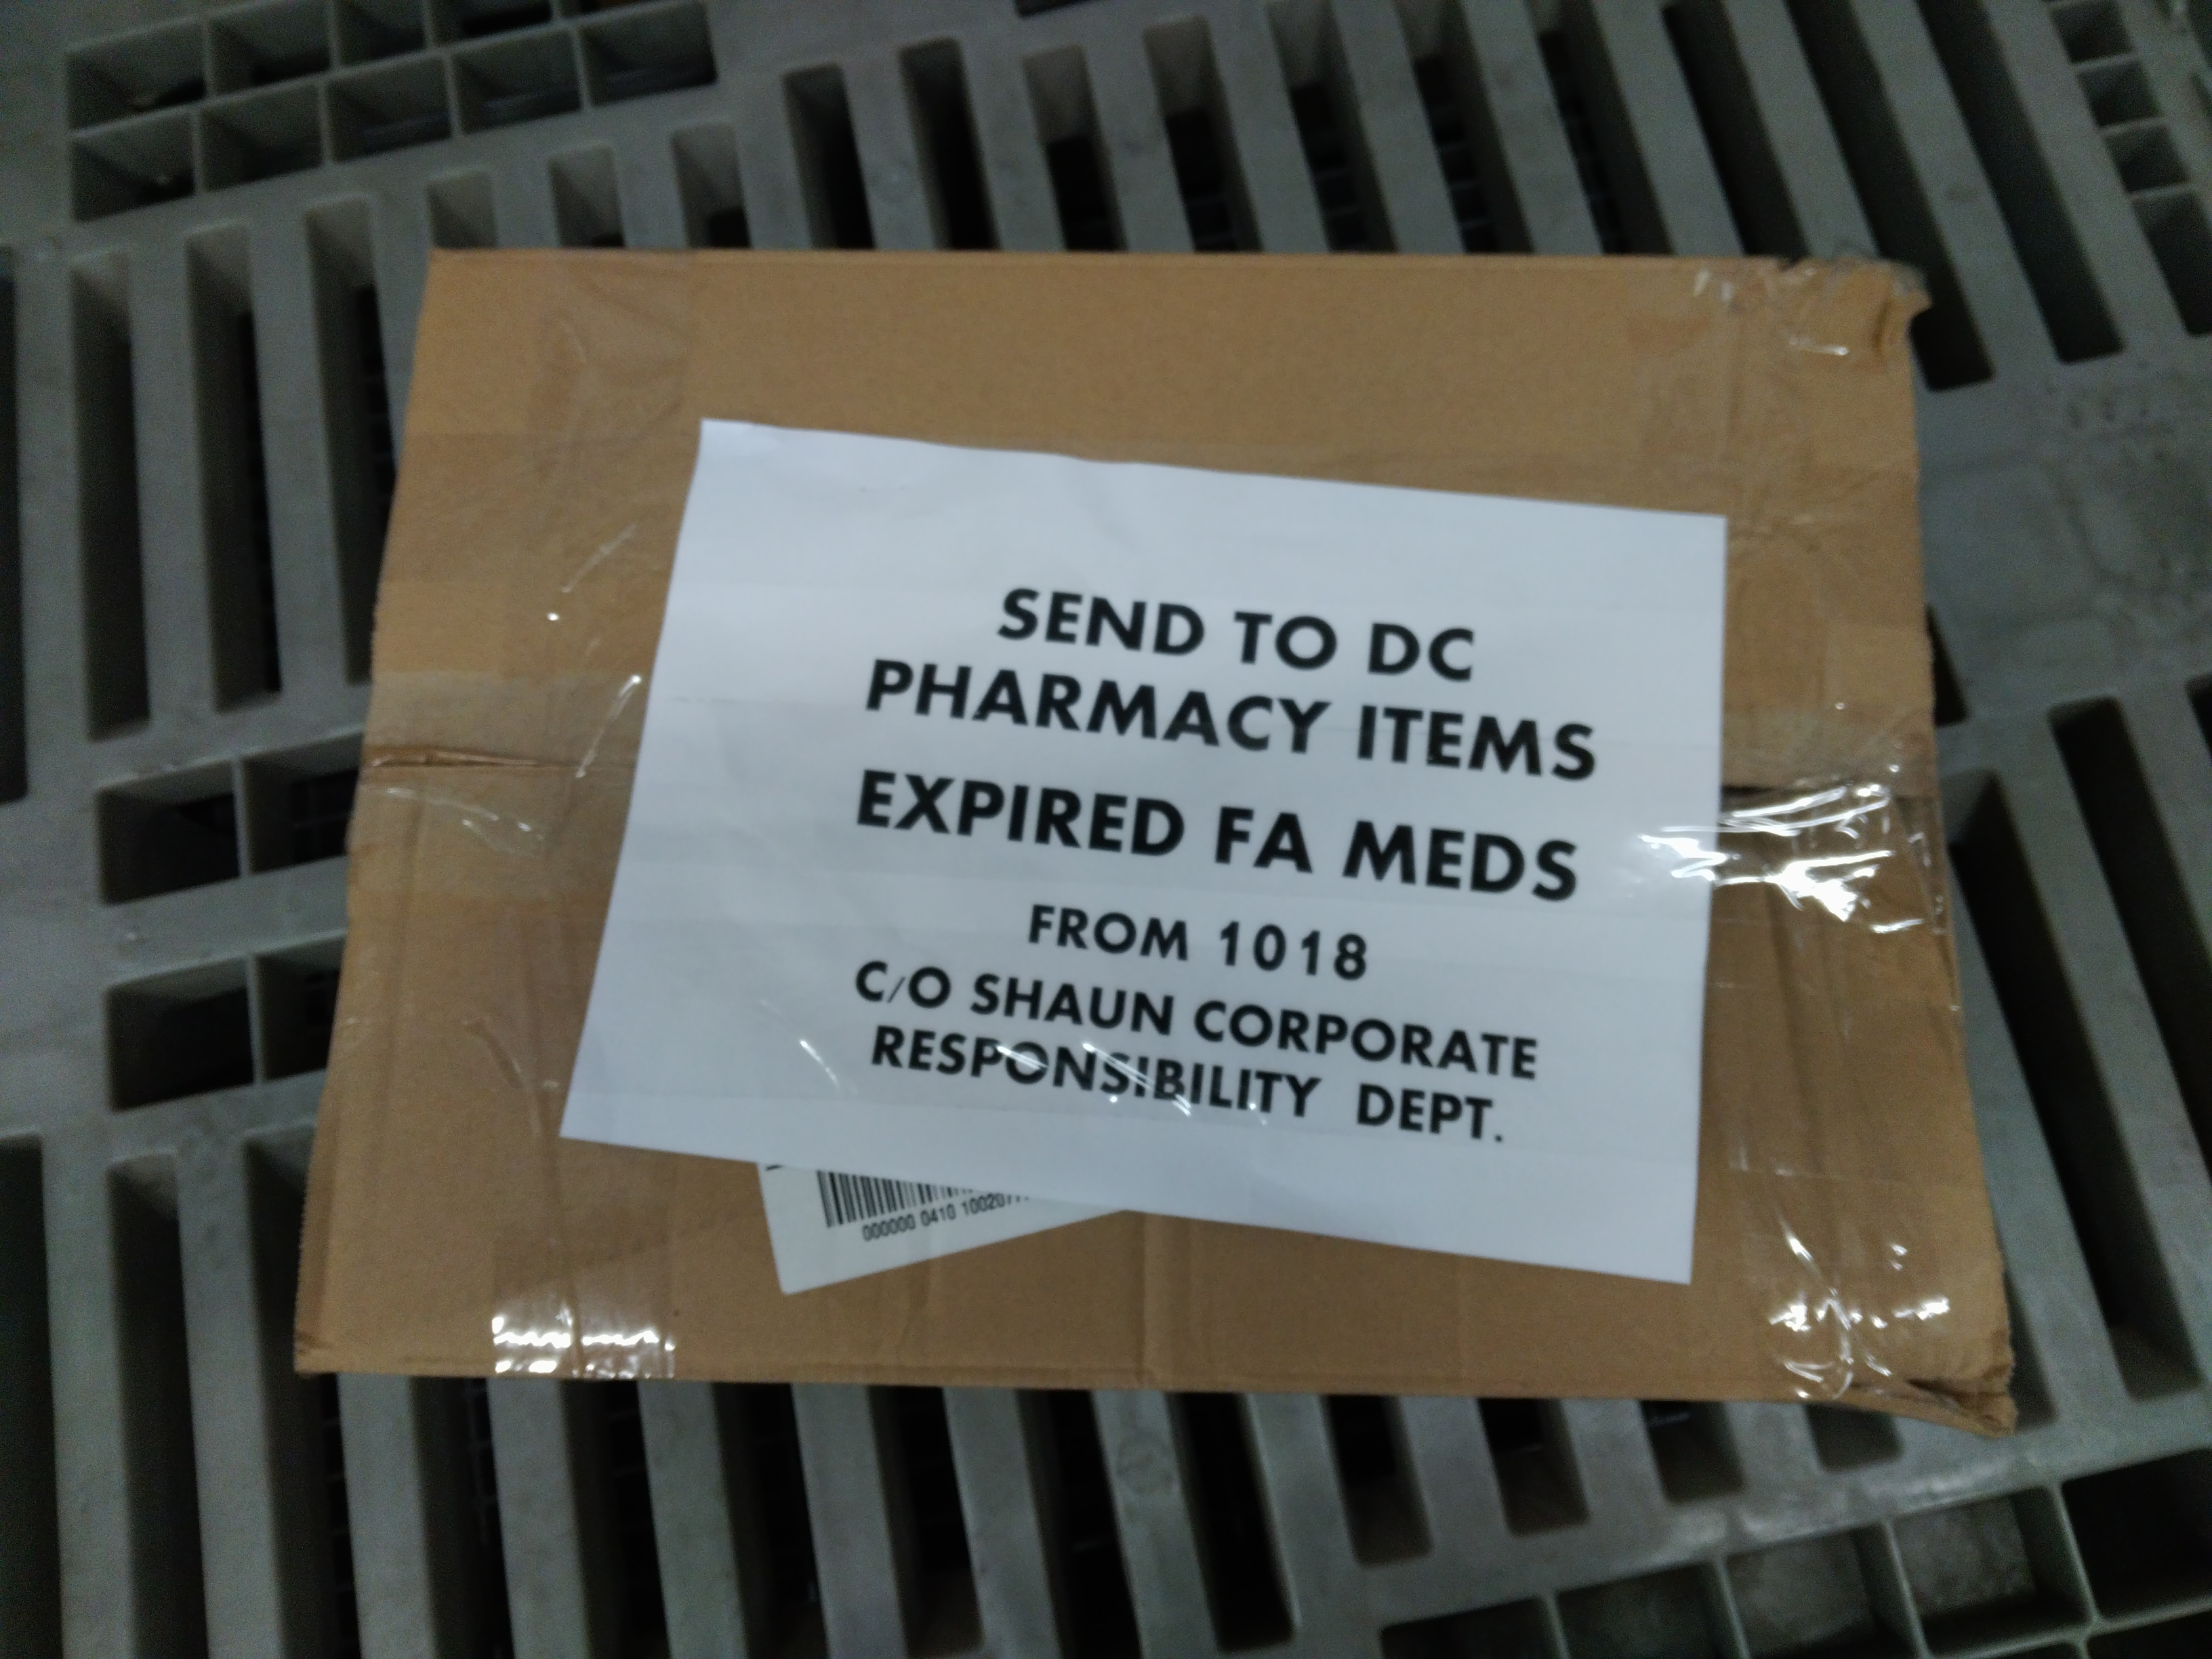 SEND TO DC
PHARMACY ITEMS
EXPIRED FA MEDS
FROM 1018
C/O SHAUN CORPORATE
RESPONSIBILITY DEPT.
000000 0410